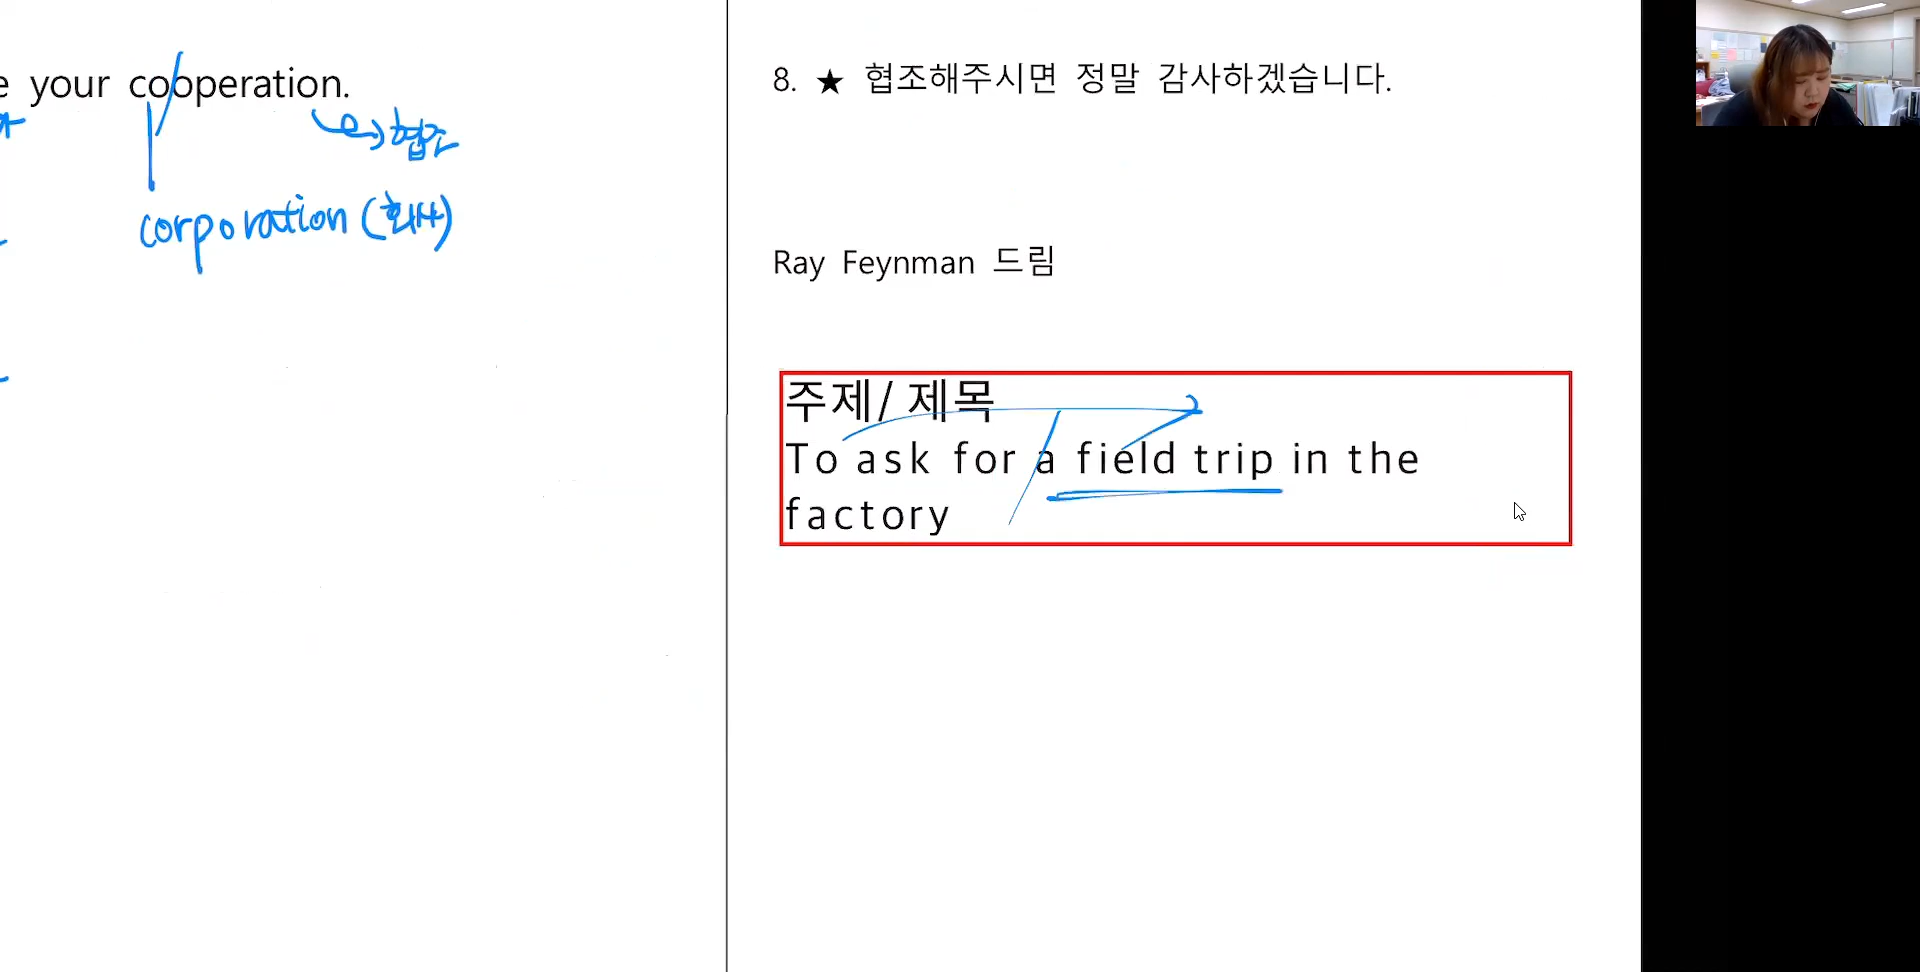 your cooperation.
협조
corporation (회사)
8. ★ 협조해주시면 정말 감사하겠습니다.
Ray Feynman 드림
주제/ 제목
To ask for a field trip in the
factory